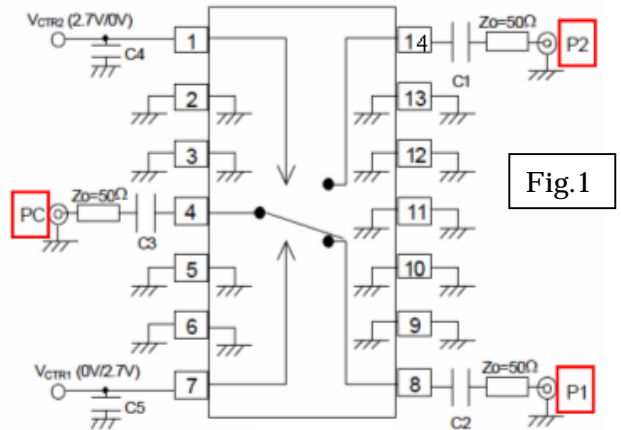 VCTR2 (2.7V/0V)
C4
1
2
3
PC
Zo=50Ω
C3
4
5
6
VCTR1 (0V/2.7V)
C5
7
14
C1
Zo=50Ω
P2
13
12
11
10
9
8
C2
Zo=50Ω
P1
Fig.1